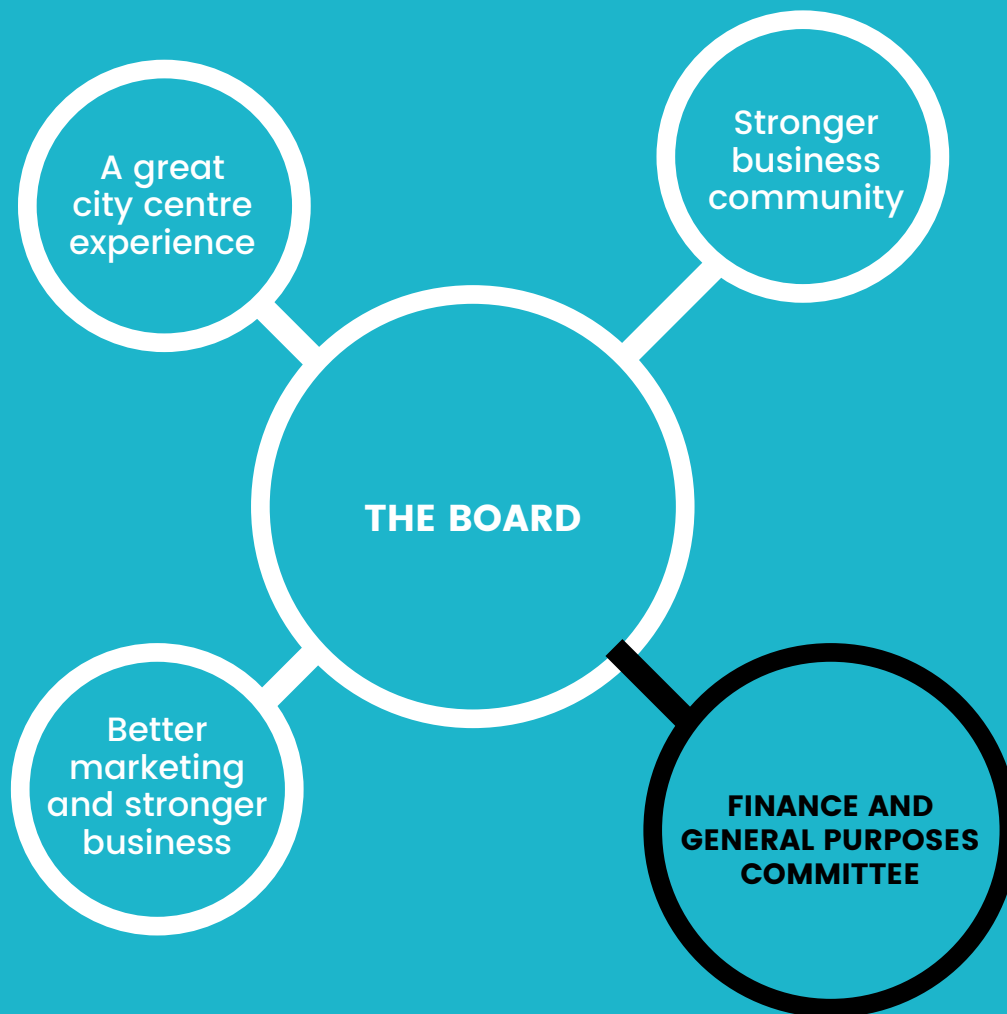 A great
city centre
experience
Stronger
business
community
THE BOARD
Better
marketing
and stronger
business
FINANCE AND
GENERAL PURPOSES
COMMITTEE